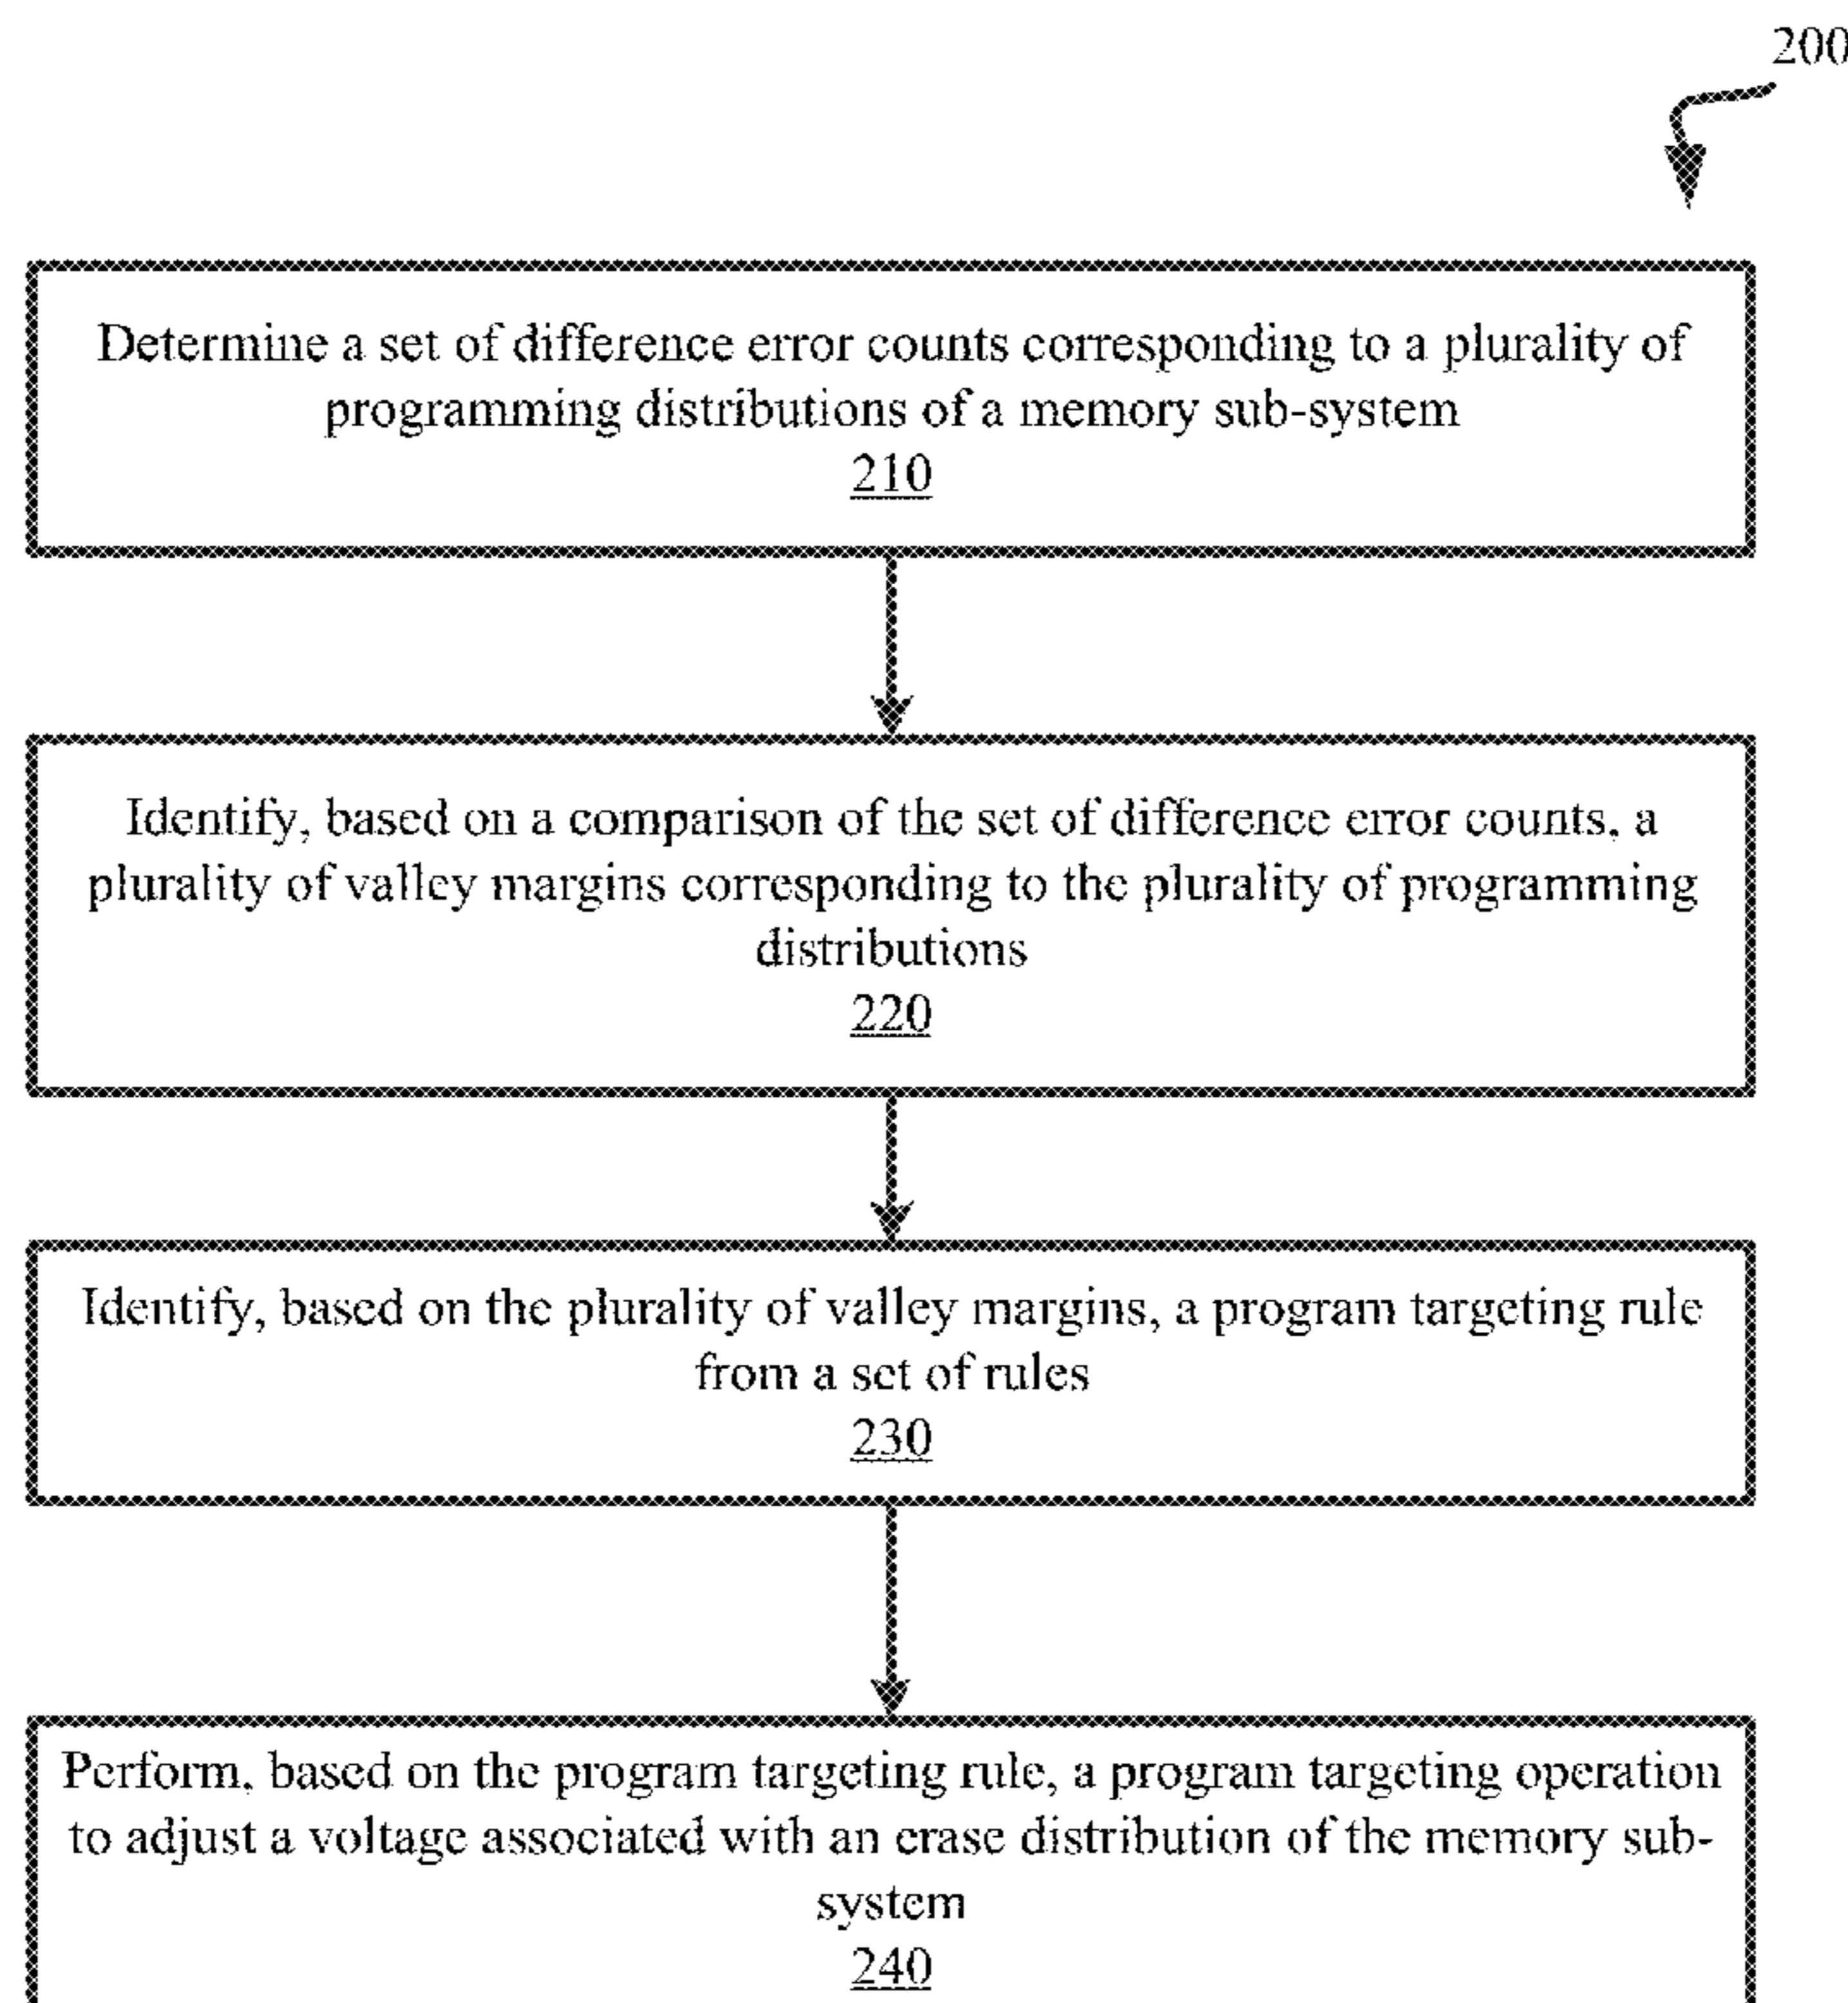 200
Determine a set of difference error counts corresponding to a plurality of
programming distributions of a memory sub-system
210
Identify, based on a comparison of the set of difference error counts, a
plurality of valley margins corresponding to the plurality of programming
distributions
220
Identify, based on the plurality of valley margins, a program targeting rule
from a set of rules
230
Perform, based on the program targeting rule, a program targeting operation
to adjust a voltage associated with an erase distribution of the memory sub-
system
240